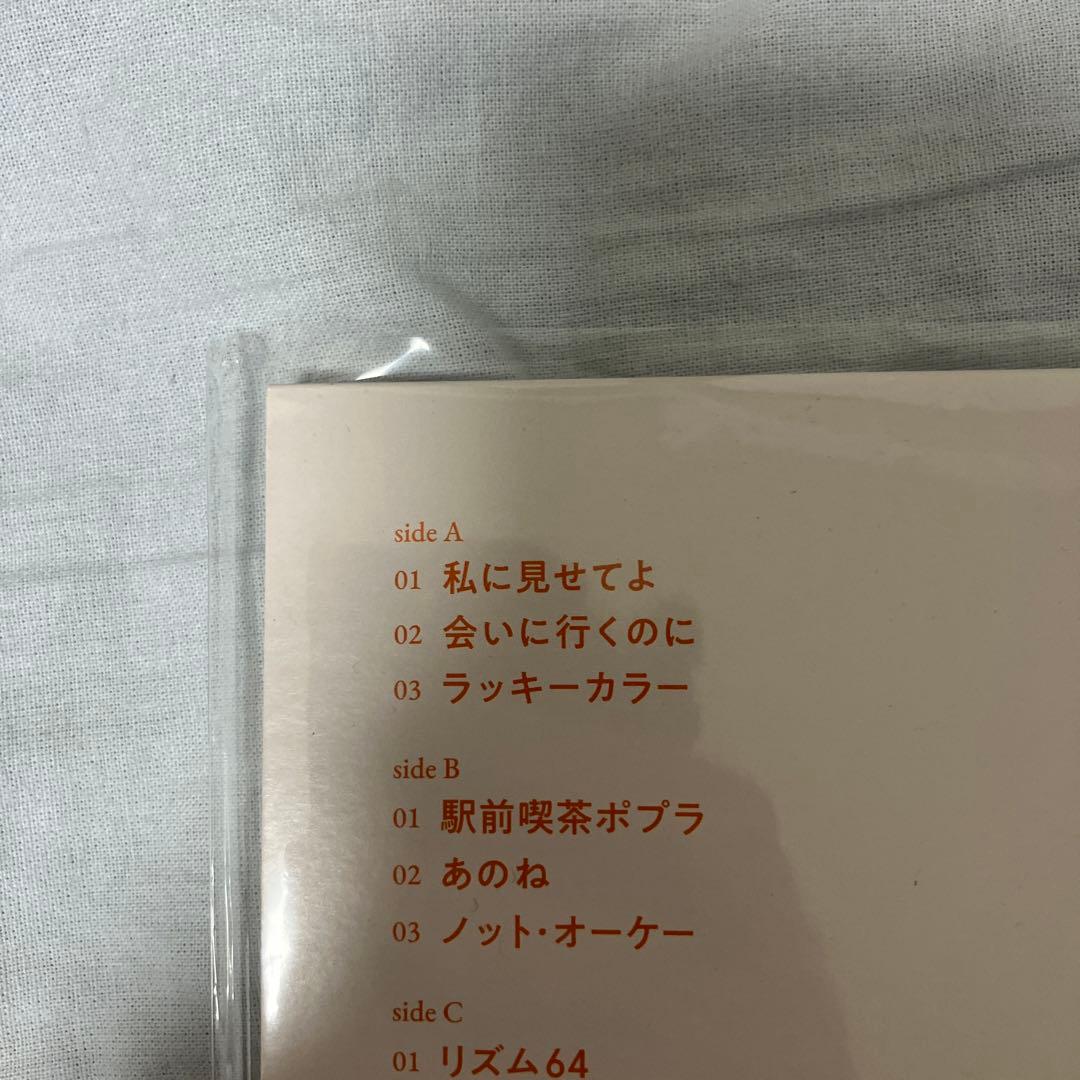 side A
01 私に見せてよ
02 会いに行くのに
03 ラッキーカラー
side B
01 駅前喫茶ポプラ
02 あのね
03 ノット・オーケー
side C
01 リズム64